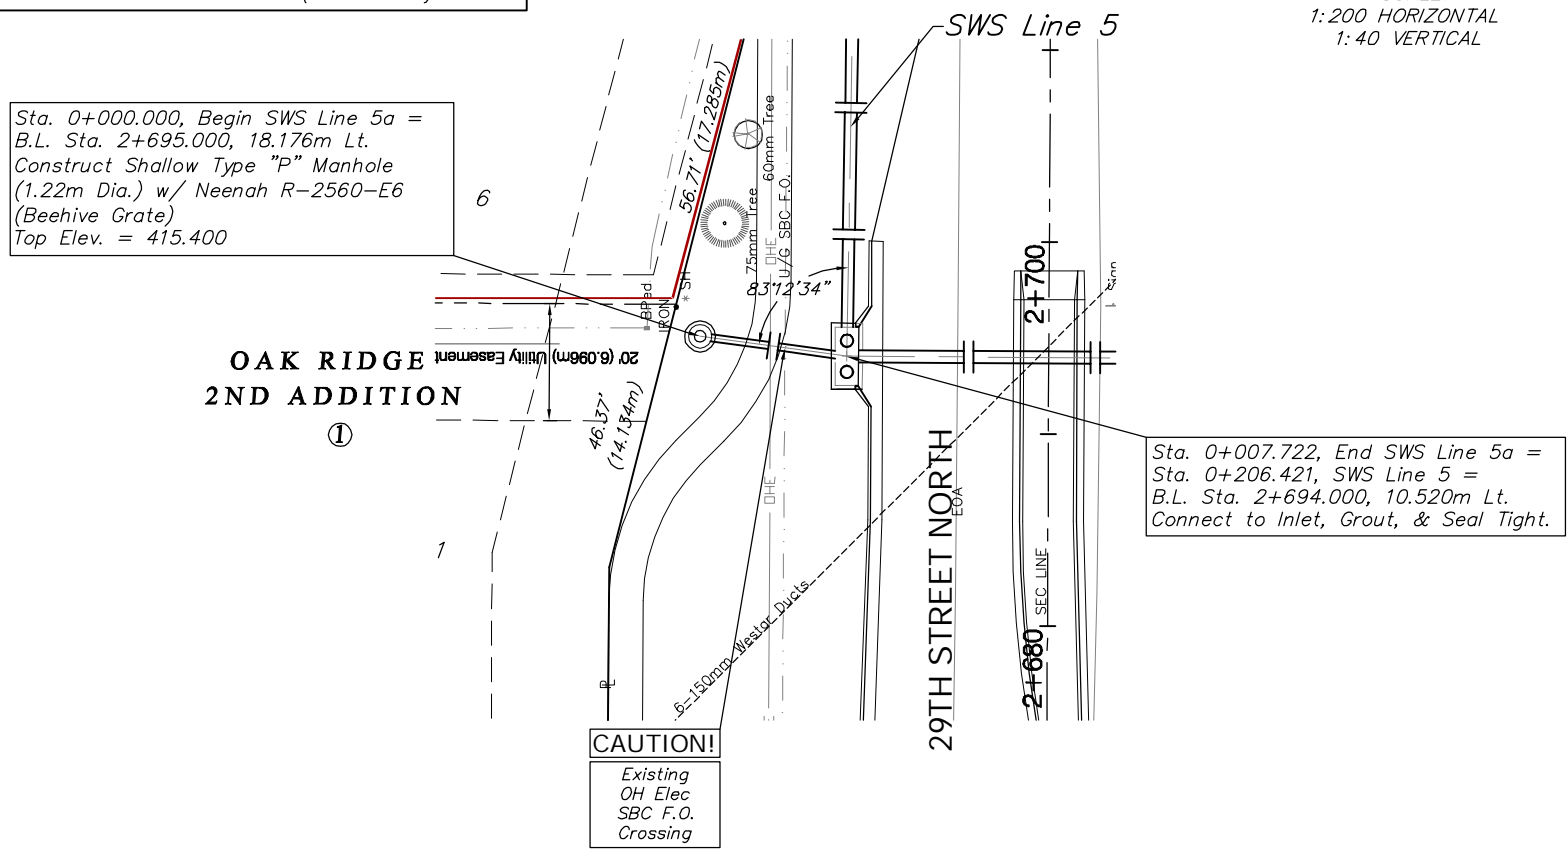 SWS Line 5
1:200 HORIZONTAL
1:40 VERTICAL
Sta. 0+000.000, Begin SWS Line 5a =
B.L. Sta. 2+695.000, 18.176m Lt.
Construct Shallow Type "P" Manhole
(1.22m Dia.) w/ Neenah R-2560-E6
(Beehive Grate)
Top Elev. = 415.400
6
56.71' (17.285m)
60mm Tree
75mm Tree
U/G SBC F.O.
OHE
83°12'34"
* SH
BPed.
IRON
2+700
Sign
OAK RIDGE
2ND ADDITION
1
20' (6.096m) Utility Easement
46.37'
(14.134m)
Sta. 0+007.722, End SWS Line 5a =
Sta. 0+206.421, SWS Line 5 =
B.L. Sta. 2+694.000, 10.520m Lt.
Connect to Inlet, Grout, & Seal Tight.
1
OHE
29TH STREET NORTH
EOA
SEC LINE
2+680
6-150mm Westar Ducts
PL
CAUTION!
Existing
OH Elec
SBC F.O.
Crossing